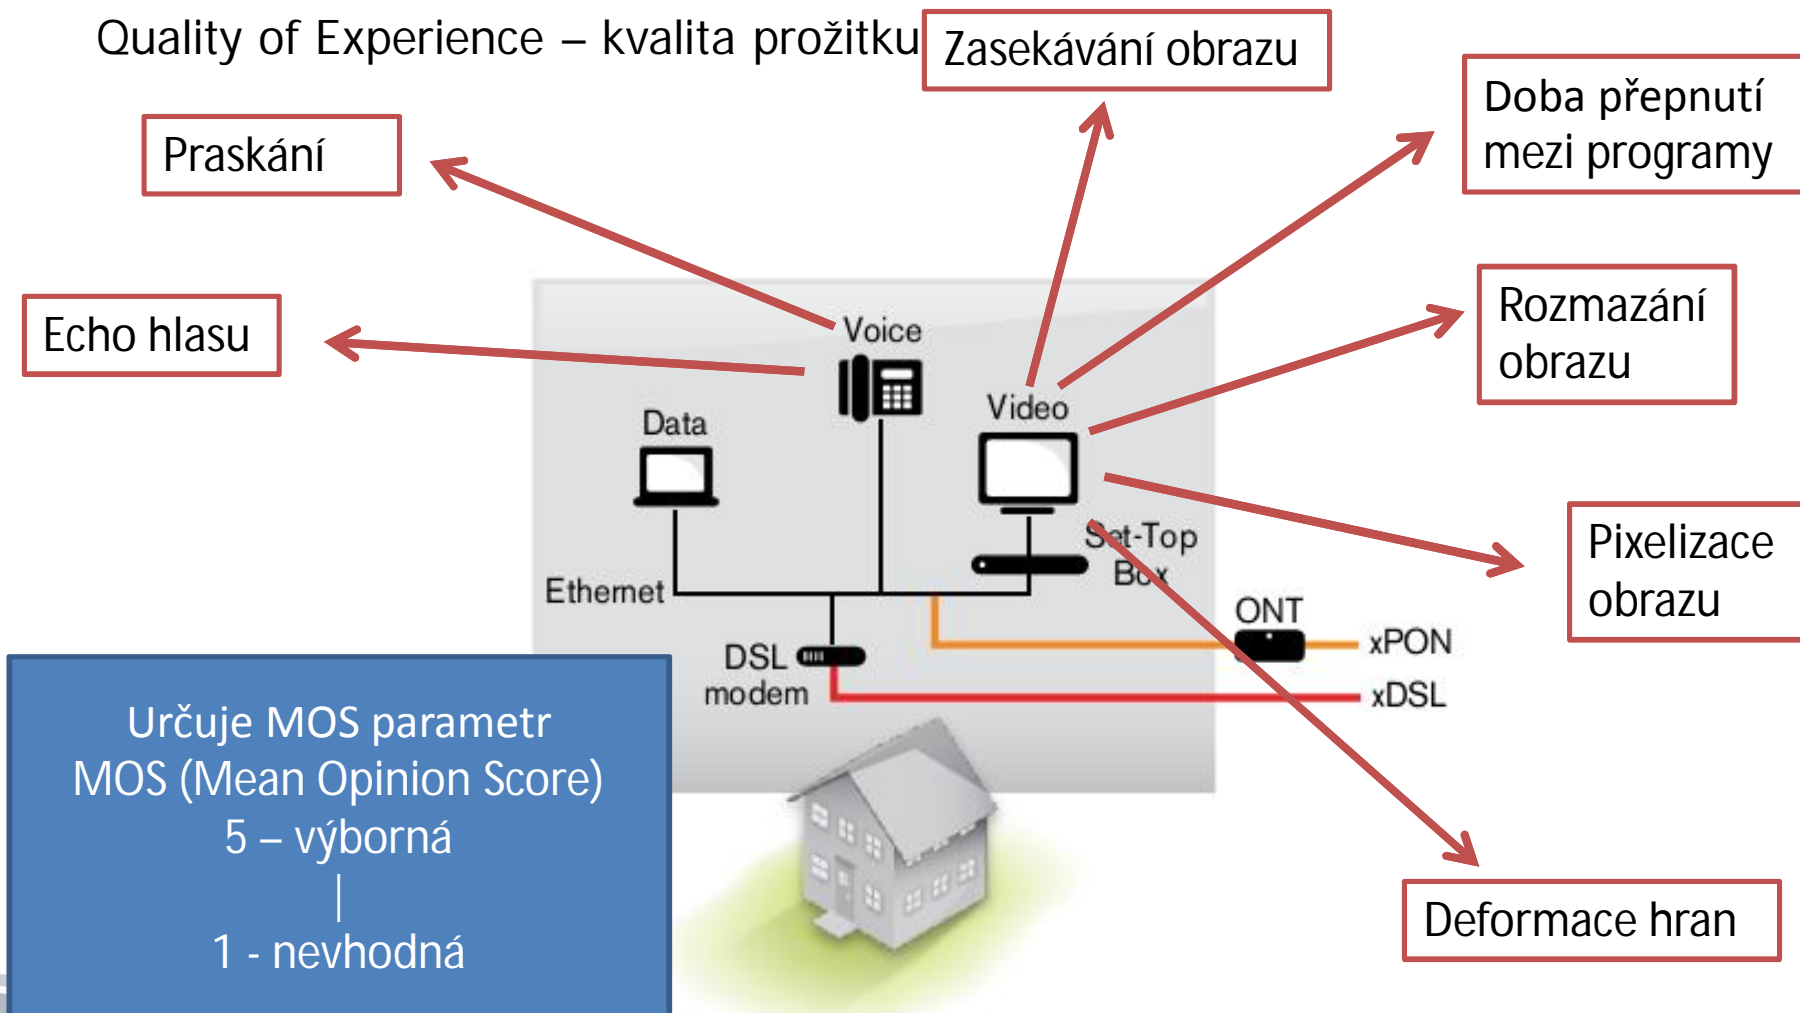 Quality of Experience – kvalita prožitku
Zasekávání obrazu
Doba přepnutí
mezi programy
Praskání
Echo hlasu
Rozmazání
obrazu
Voice
Video
Data
Set-Top
Box
Pixelizace
obrazu
Ethernet
ONT
xPON
DSL
modem
xDSL
Určuje MOS parametr
MOS (Mean Opinion Score)
5 – výborná
|
1 - nevhodná
Deformace hran